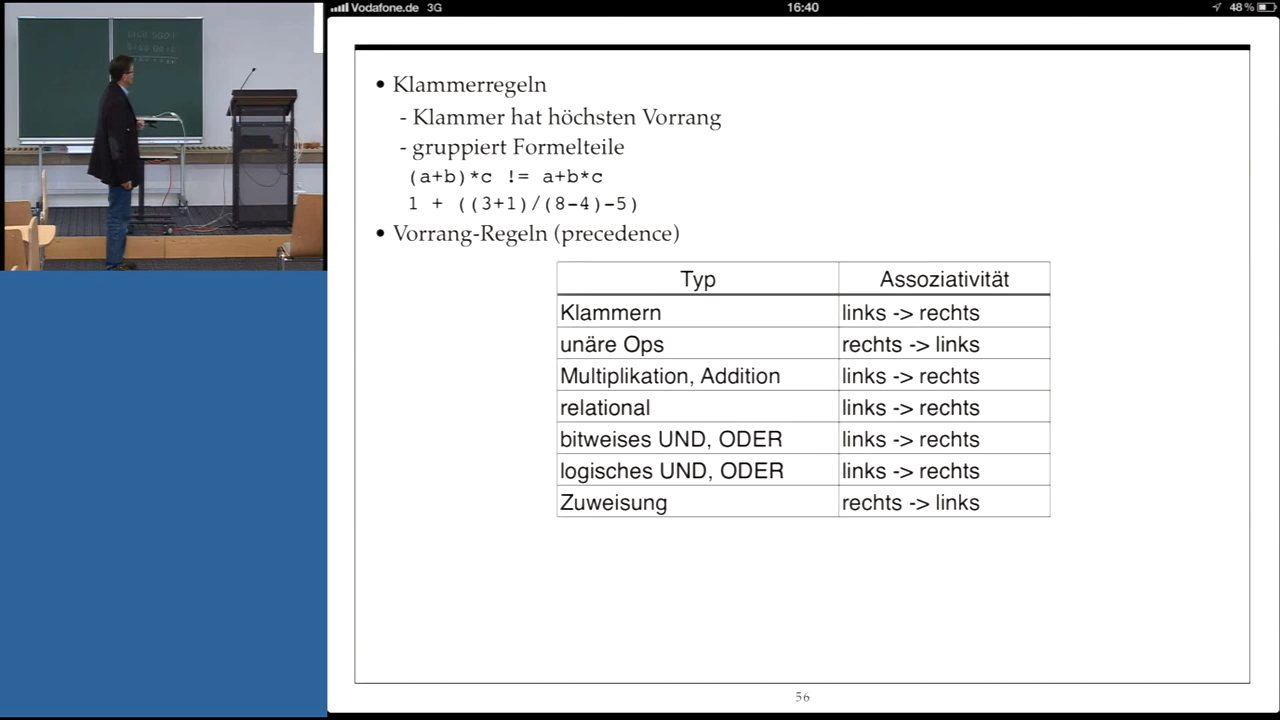 Vodafone.de 3G 16:40 48 %
• Klammerregeln
- Klammer hat höchsten Vorrang
- gruppiert Formelteile
(a+b)*c != a+b*c
1 + ((3+1)/(8-4)-5)
• Vorrang-Regeln (precedence)
Typ Assoziativität
Klammern links -> rechts
unäre Ops rechts -> links
Multiplikation, Addition links -> rechts
relational links -> rechts
bitweises UND, ODER links -> rechts
logisches UND, ODER links -> rechts
Zuweisung rechts -> links
56